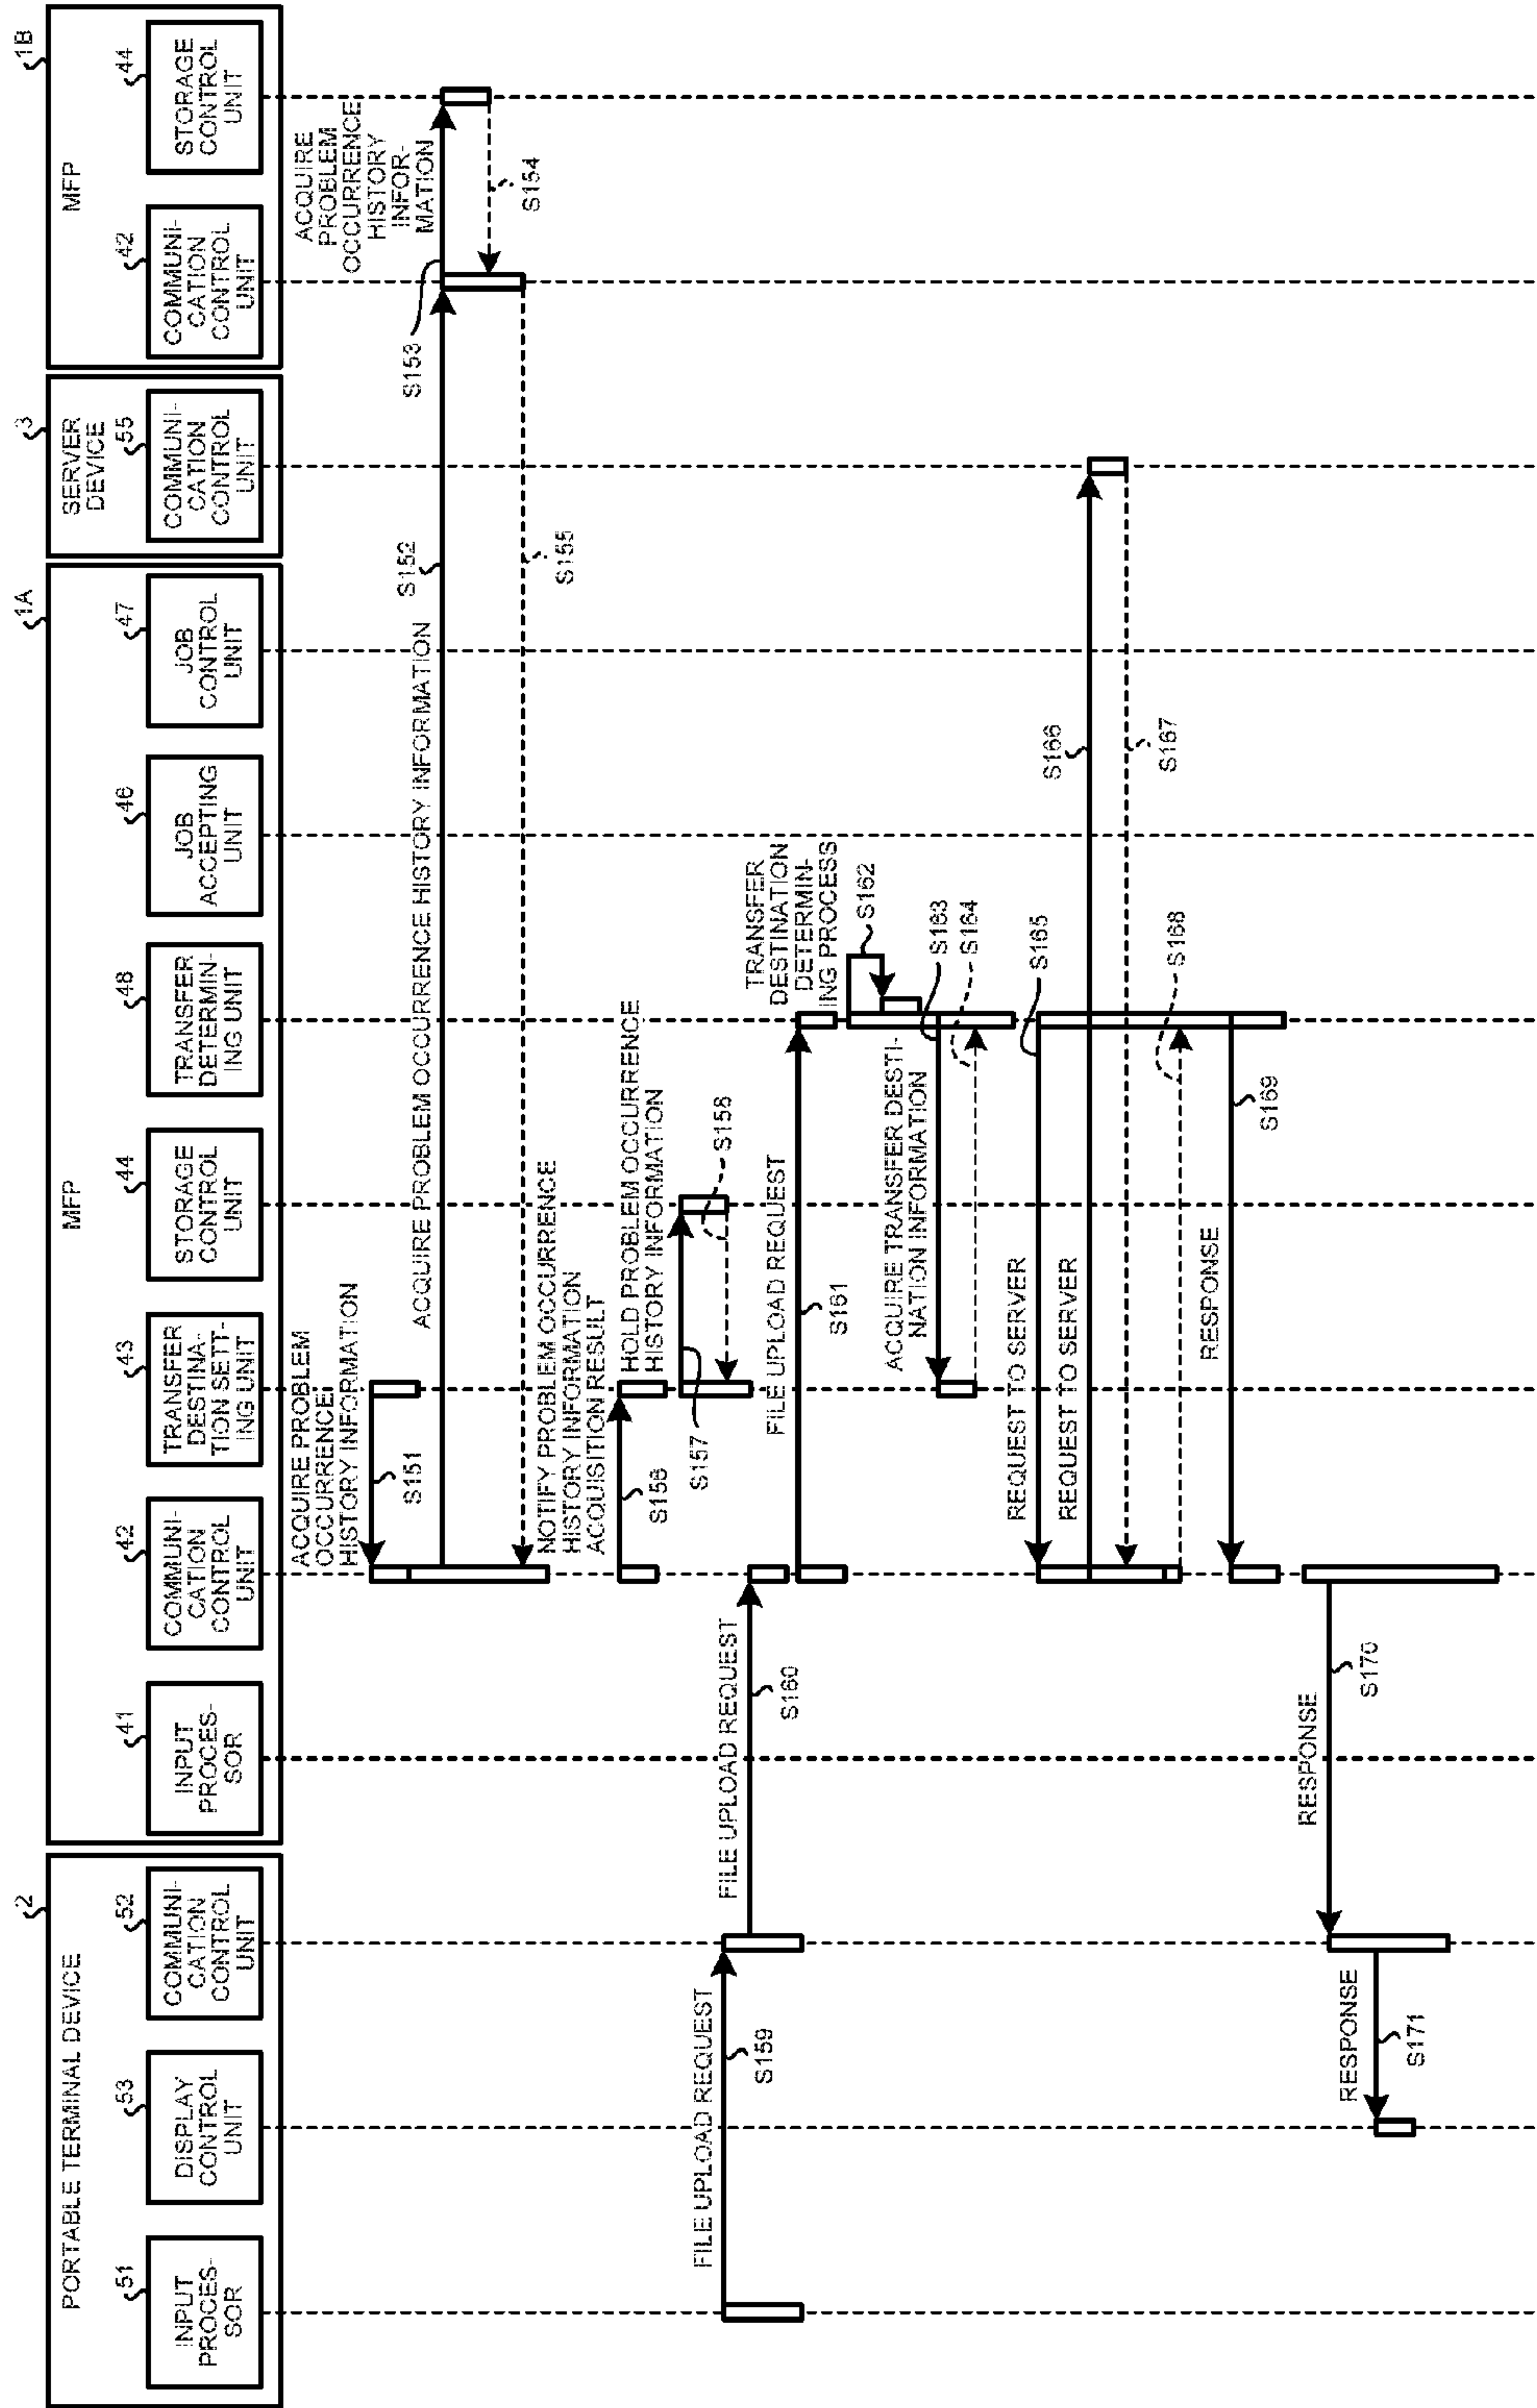 PORTABLE TERMINAL DEVICE
2
51
INPUT
PROCES-
SOR
53
DISPLAY
CONTROL
UNIT
52
COMMUNI-
CATION
CONTROL
UNIT
MFP
1A
41
INPUT
PROCES-
SOR
42
COMMUNI-
CATION
CONTROL
UNIT
43
TRANSFER
DESTINA-
TION SETT-
ING UNIT
44
STORAGE
CONTROL
UNIT
48
TRANSFER
DETERMIN-
ING UNIT
46
JOB
ACCEPTING
UNIT
47
JOB
CONTROL
UNIT
SERVER
DEVICE
3
55
COMMUNI-
CATION
CONTROL
UNIT
MFP
1B
42
COMMUNI-
CATION
CONTROL
UNIT
44
STORAGE
CONTROL
UNIT
ACQUIRE PROBLEM
OCCURRENCE
HISTORY INFORMATION
S151
ACQUIRE PROBLEM OCCURRENCE HISTORY INFORMATION
S152
S153
ACQUIRE
PROBLEM
OCCURRENCE
HISTORY
INFOR-
MATION
S154
S155
NOTIFY PROBLEM OCCURRENCE
HISTORY INFORMATION
ACQUISITION RESULT
S156
HOLD PROBLEM OCCURRENCE
HISTORY INFORMATION
S157
S158
FILE UPLOAD REQUEST
S159
FILE UPLOAD REQUEST
S160
FILE UPLOAD REQUEST
S161
TRANSFER
DESTINATION
DETERMIN-
ING PROCESS
S162
ACQUIRE TRANSFER DESTI-
NATION INFORMATION
S163
S164
REQUEST TO SERVER
S165
REQUEST TO SERVER
S166
S167
S168
RESPONSE
S169
RESPONSE
S170
RESPONSE
S171